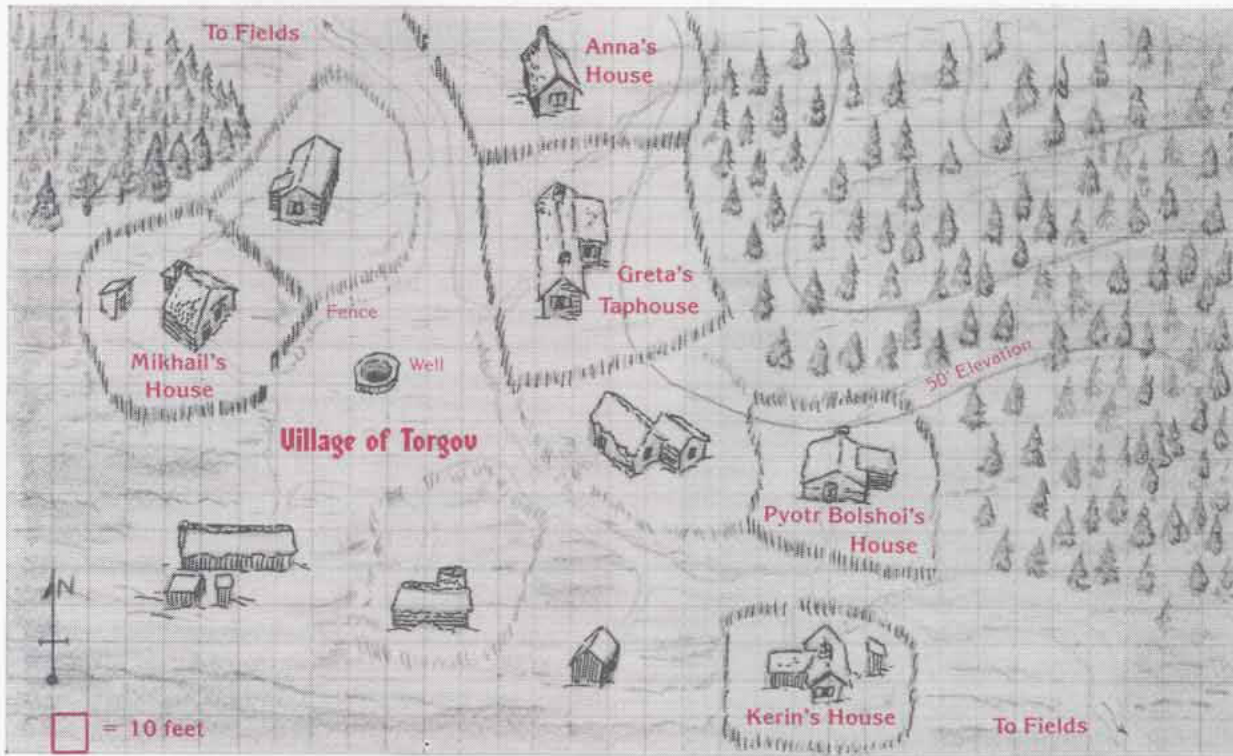 To Fields
Anna's
House
Greta's
Taphouse
Fence
Mikhail's
House
Well
50' Elevation
Village of Torgov
Pyotr Bolshoi's
House
N
Kerin's House
To Fields
= 10 feet